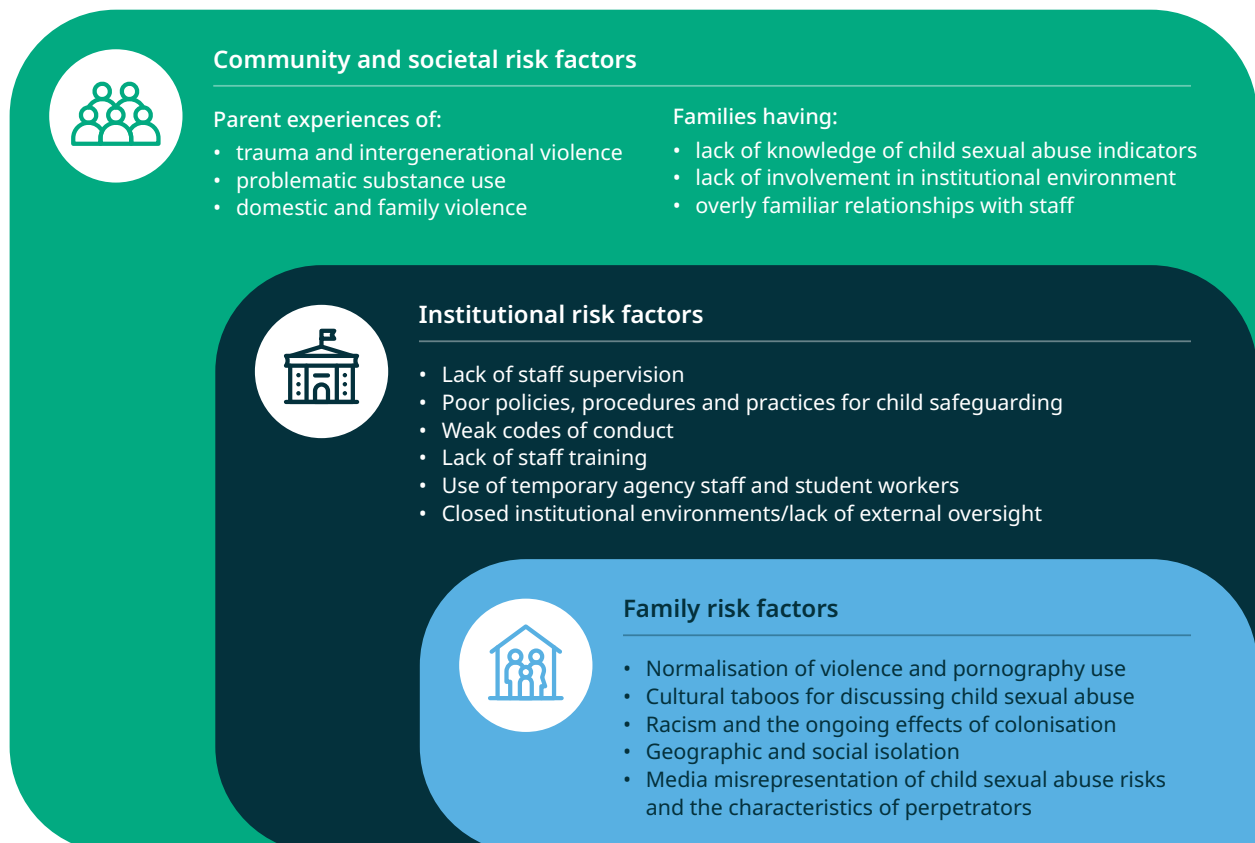 Community and societal risk factors
Parent experiences of:
• trauma and intergenerational violence
• problematic substance use
• domestic and family violence
Families having:
• lack of knowledge of child sexual abuse indicators
• lack of involvement in institutional environment
• overly familiar relationships with staff
Institutional risk factors
• Lack of staff supervision
• Poor policies, procedures and practices for child safeguarding
• Weak codes of conduct
• Lack of staff training
• Use of temporary agency staff and student workers
• Closed institutional environments/lack of external oversight
Family risk factors
• Normalisation of violence and pornography use
• Cultural taboos for discussing child sexual abuse
• Racism and the ongoing effects of colonisation
• Geographic and social isolation
• Media misrepresentation of child sexual abuse risks
and the characteristics of perpetrators